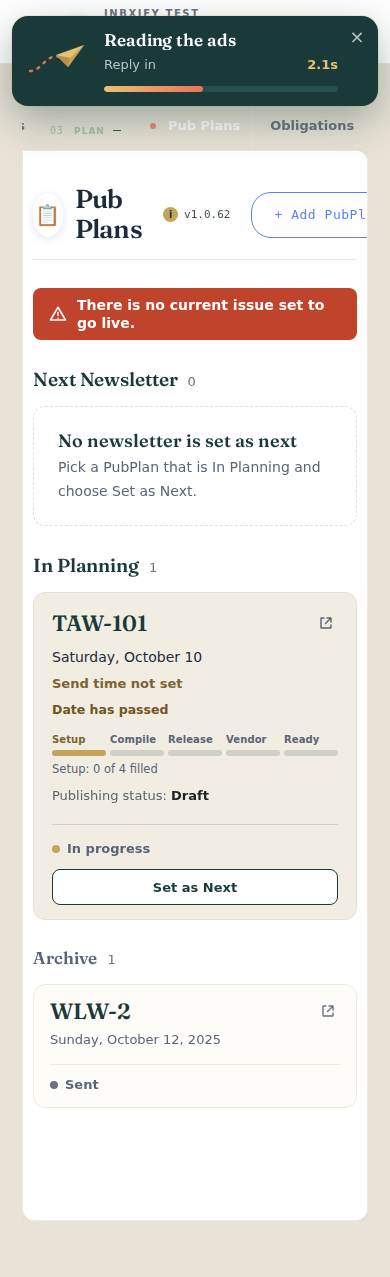 INBXIFY TEST
Reading the ads
Reply in 2.1s
03 PLAN — Pub Plans Obligations
Pub Plans
i v1.0.62
+ Add PubPl
There is no current issue set to
go live.
Next Newsletter 0
No newsletter is set as next
Pick a PubPlan that is In Planning and
choose Set as Next.
In Planning 1
TAW-101
Saturday, October 10
Send time not set
Date has passed
Setup Compile Release Vendor Ready
Setup: 0 of 4 filled
Publishing status: Draft
In progress
Set as Next
Archive 1
WLW-2
Sunday, October 12, 2025
Sent